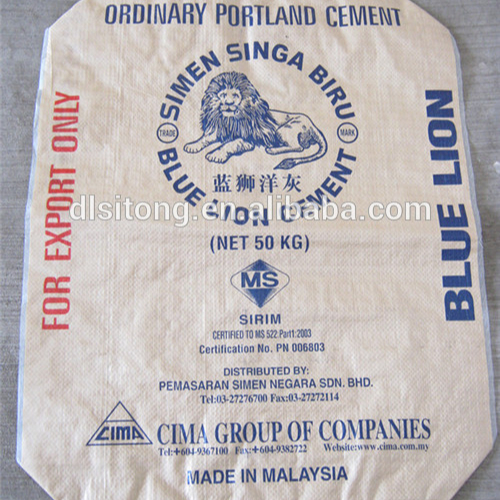 ORDINARY PORTLAND CEMENT
SIMEN SINGA BIRU
TRADE
MARK
BLUE LION CEMENT
蓝狮洋灰
dlsitong.en.alibaba.com
(NET 50 KG)
FOR EXPORT ONLY
BLUE LION
MS
SIRIM
CERTIFIED TO MS 522:Part1:2003
Certification No. PN 006803
DISTRIBUTED BY:
PEMASARAN SIMEN NEGARA SDN. BHD.
Tel:03-27276700 Fax:03-27272114
CIMA
CIMA GROUP OF COMPANIES
Tel:+604-9367100 Fax:+604-9382722 Website:www.cima.com.my
MADE IN MALAYSIA